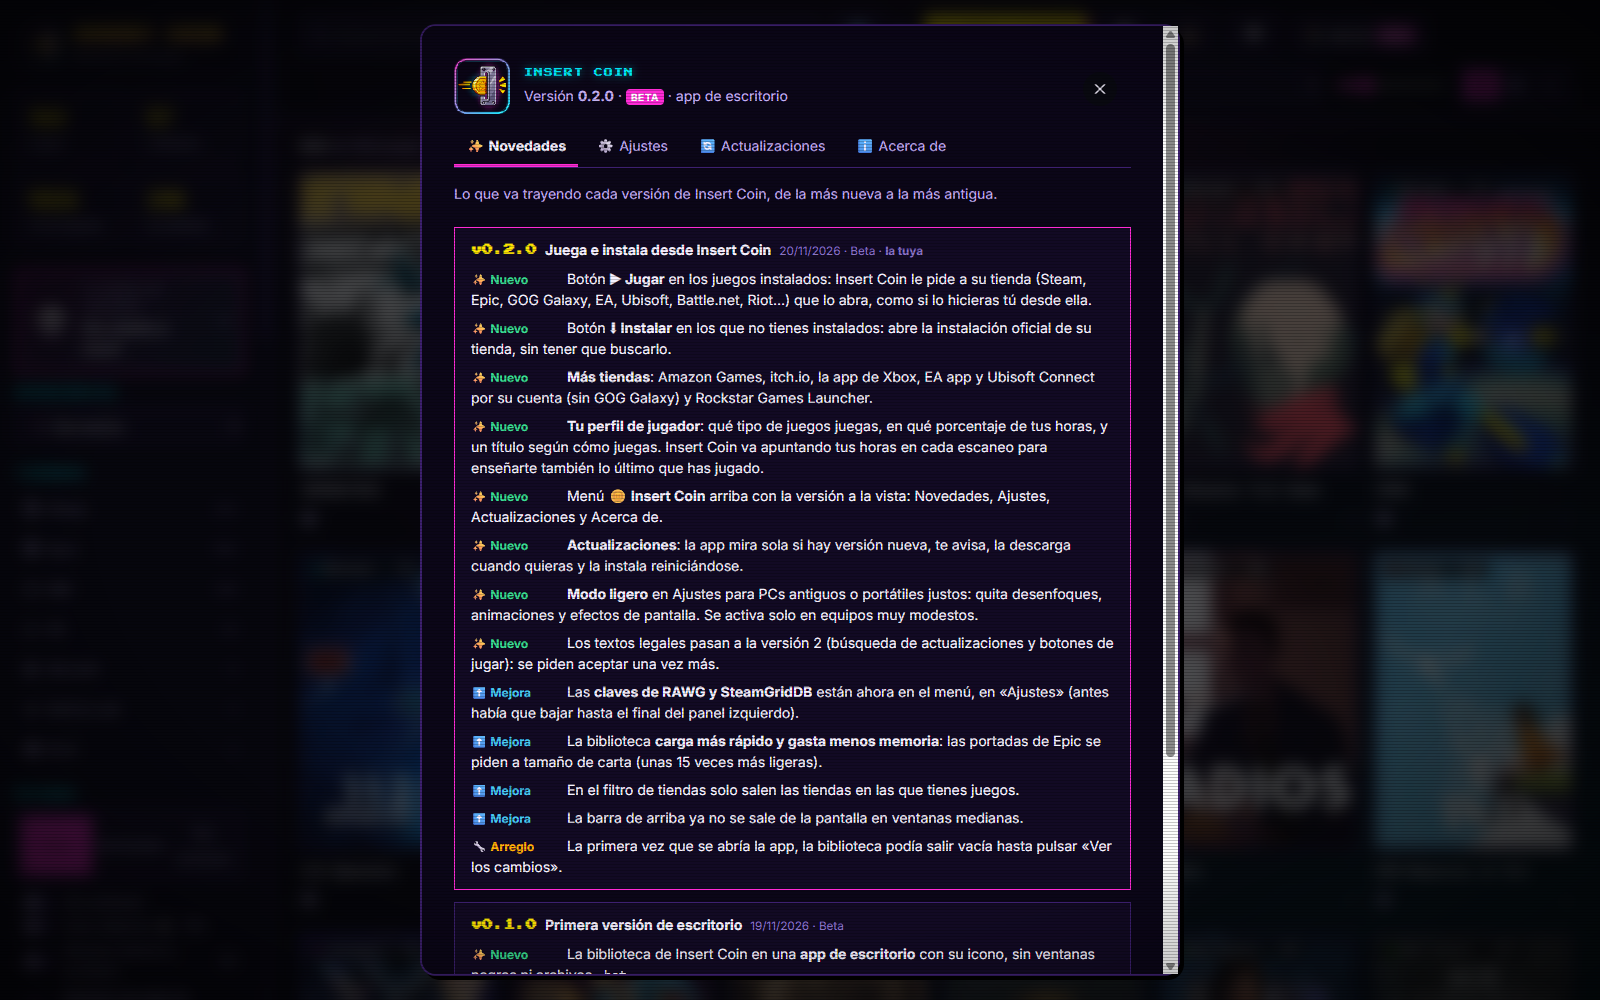 INSERT COIN
Versión 0.2.0 · BETA · app de escritorio
Novedades Ajustes Actualizaciones Acerca de
Lo que va trayendo cada versión de Insert Coin, de la más nueva a la más antigua.
v0.2.0 Juega e instala desde Insert Coin 20/11/2026 · Beta · la tuya
Nuevo Botón ▶ Jugar en los juegos instalados: Insert Coin le pide a su tienda (Steam,
Epic, GOG Galaxy, EA, Ubisoft, Battle.net, Riot...) que lo abra, como si lo hicieras tú desde ella.
Nuevo Botón ⬇ Instalar en los que no tienes instalados: abre la instalación oficial de su
tienda, sin tener que buscarlo.
Nuevo Más tiendas: Amazon Games, itch.io, la app de Xbox, EA app y Ubisoft Connect
por su cuenta (sin GOG Galaxy) y Rockstar Games Launcher.
Nuevo Tu perfil de jugador: qué tipo de juegos juegas, en qué porcentaje de tus horas, y
un título según cómo juegas. Insert Coin va apuntando tus horas en cada escaneo para
enseñarte también lo último que has jugado.
Nuevo Menú Insert Coin arriba con la versión a la vista: Novedades, Ajustes,
Actualizaciones y Acerca de.
Nuevo Actualizaciones: la app mira sola si hay versión nueva, te avisa, la descarga
cuando quieras y la instala reiniciándose.
Nuevo Modo ligero en Ajustes para PCs antiguos o portátiles justos: quita desenfoques,
animaciones y efectos de pantalla. Se activa solo en equipos muy modestos.
Nuevo Los textos legales pasan a la versión 2 (búsqueda de actualizaciones y botones de
jugar): se piden aceptar una vez más.
Mejora Las claves de RAWG y SteamGridDB están ahora en el menú, en «Ajustes» (antes
había que bajar hasta el final del panel izquierdo).
Mejora La biblioteca carga más rápido y gasta menos memoria: las portadas de Epic se
piden a tamaño de carta (unas 15 veces más ligeras).
Mejora En el filtro de tiendas solo salen las tiendas en las que tienes juegos.
Mejora La barra de arriba ya no se sale de la pantalla en ventanas medianas.
Arreglo La primera vez que se abría la app, la biblioteca podía salir vacía hasta pulsar «Ver
los cambios».
v0.1.0 Primera versión de escritorio 19/11/2026 · Beta
Nuevo La biblioteca de Insert Coin en una app de escritorio con su icono, sin ventanas